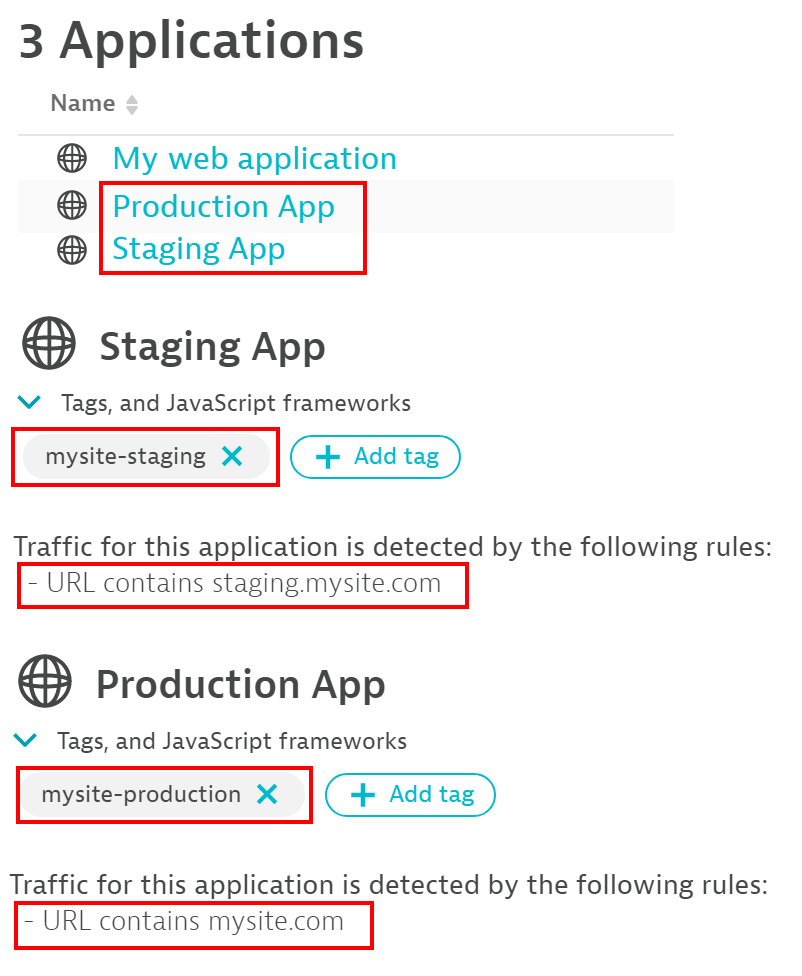 3 Applications
Name
My web application
Production App
Staging App
Staging App
Tags, and JavaScript frameworks
mysite-staging
Add tag
Traffic for this application is detected by the following rules:
- URL contains staging.mysite.com
Production App
Tags, and JavaScript frameworks
mysite-production
Add tag
Traffic for this application is detected by the following rules:
- URL contains mysite.com